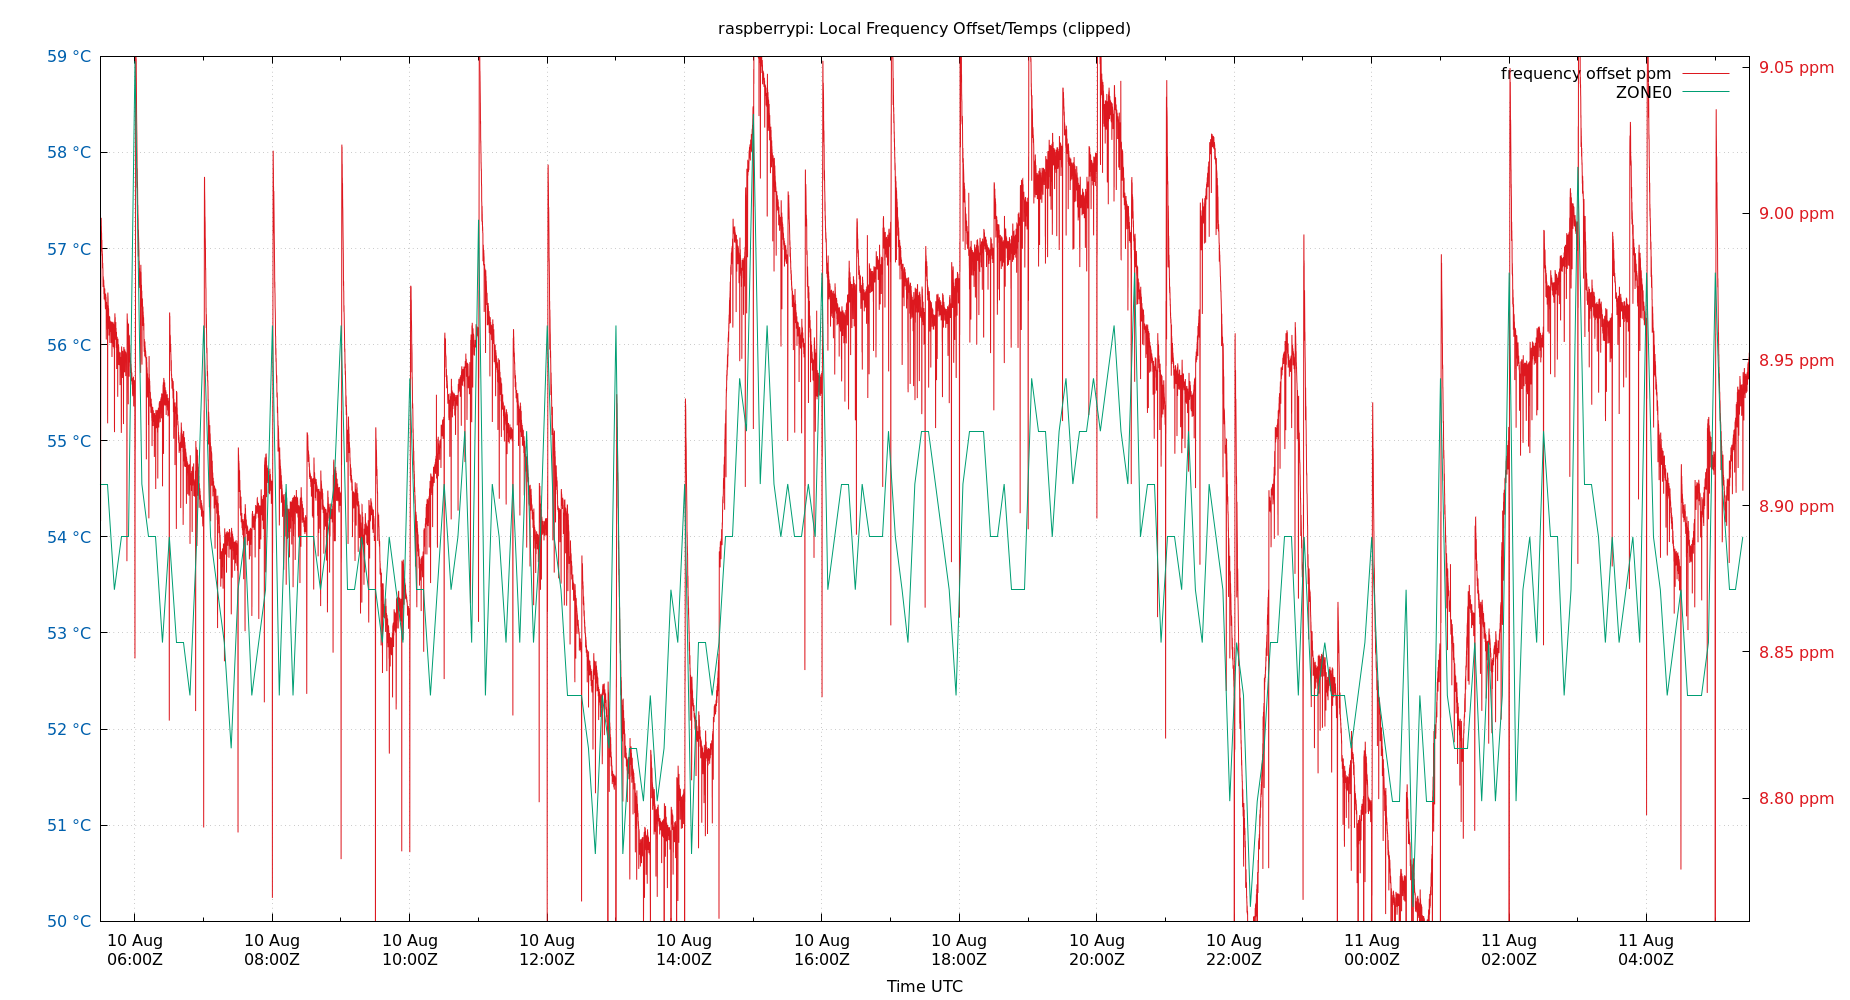 raspberrypi: Local Frequency Offset/Temps (clipped)
59 °C
58 °C
57 °C
56 °C
55 °C
54 °C
53 °C
52 °C
51 °C
50 °C
frequency offset ppm
ZONE0
9.05 ppm
9.00 ppm
8.95 ppm
8.90 ppm
8.85 ppm
8.80 ppm
10 Aug
06:00Z
10 Aug
08:00Z
10 Aug
10:00Z
10 Aug
12:00Z
10 Aug
14:00Z
10 Aug
16:00Z
10 Aug
18:00Z
10 Aug
20:00Z
10 Aug
22:00Z
11 Aug
00:00Z
11 Aug
02:00Z
11 Aug
04:00Z
Time UTC